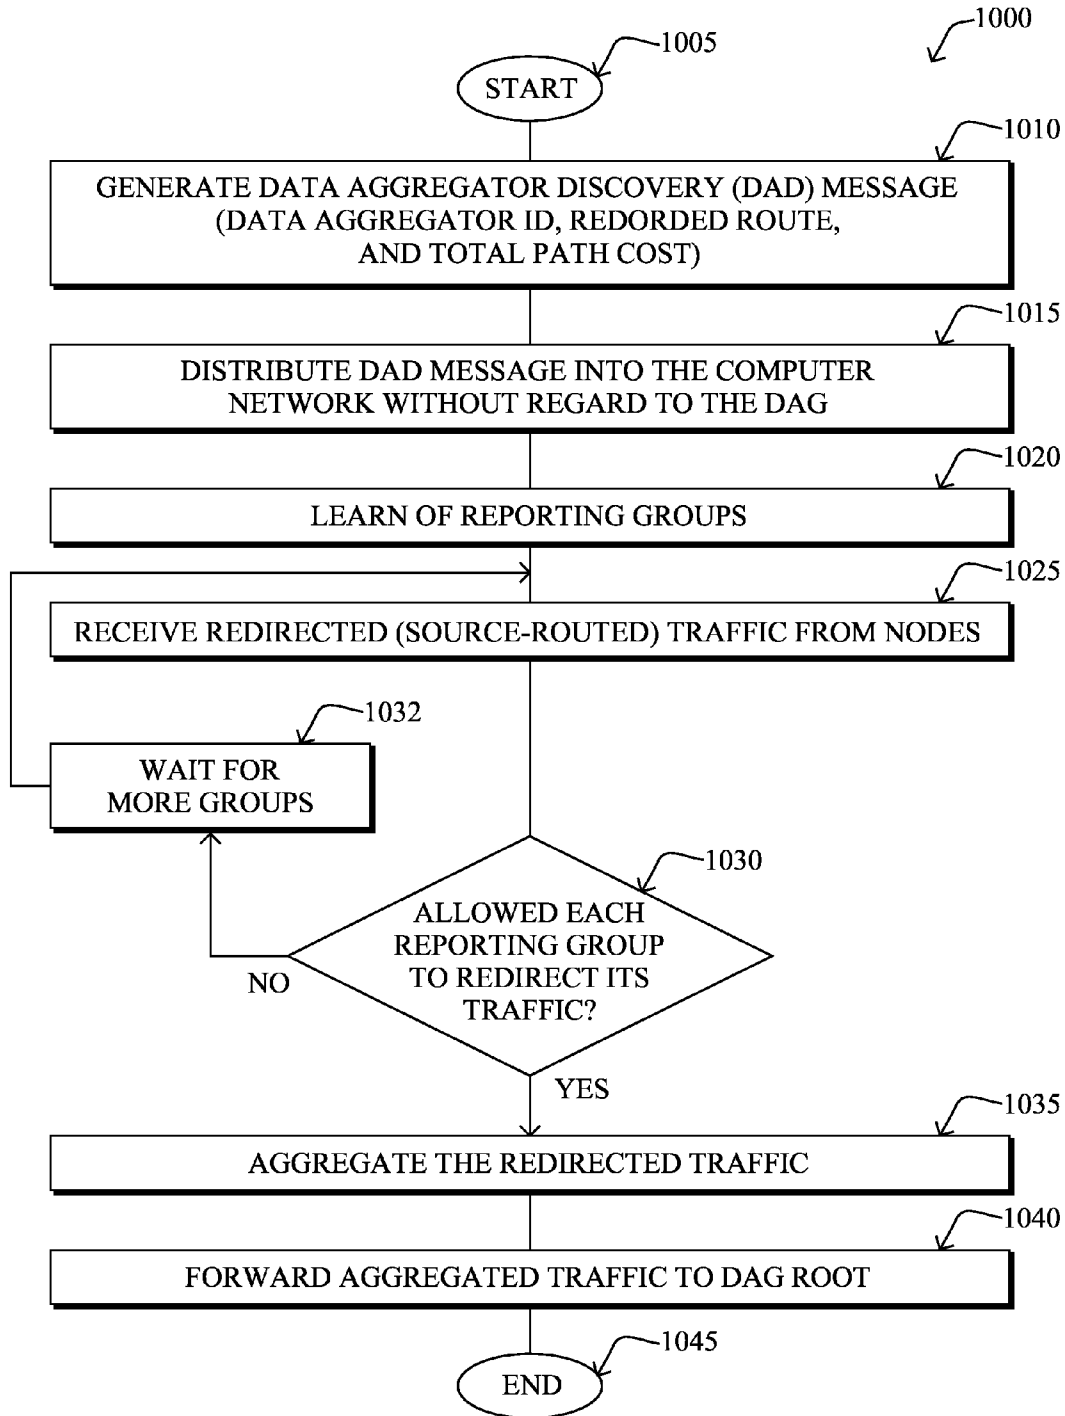 1000
1005
START
1010
GENERATE DATA AGGREGATOR DISCOVERY (DAD) MESSAGE
(DATA AGGREGATOR ID, REDORDED ROUTE,
AND TOTAL PATH COST)
1015
DISTRIBUTE DAD MESSAGE INTO THE COMPUTER
NETWORK WITHOUT REGARD TO THE DAG
1020
LEARN OF REPORTING GROUPS
1025
RECEIVE REDIRECTED (SOURCE-ROUTED) TRAFFIC FROM NODES
1032
WAIT FOR
MORE GROUPS
1030
ALLOWED EACH
REPORTING GROUP
TO REDIRECT ITS
TRAFFIC?
NO
YES
1035
AGGREGATE THE REDIRECTED TRAFFIC
1040
FORWARD AGGREGATED TRAFFIC TO DAG ROOT
1045
END